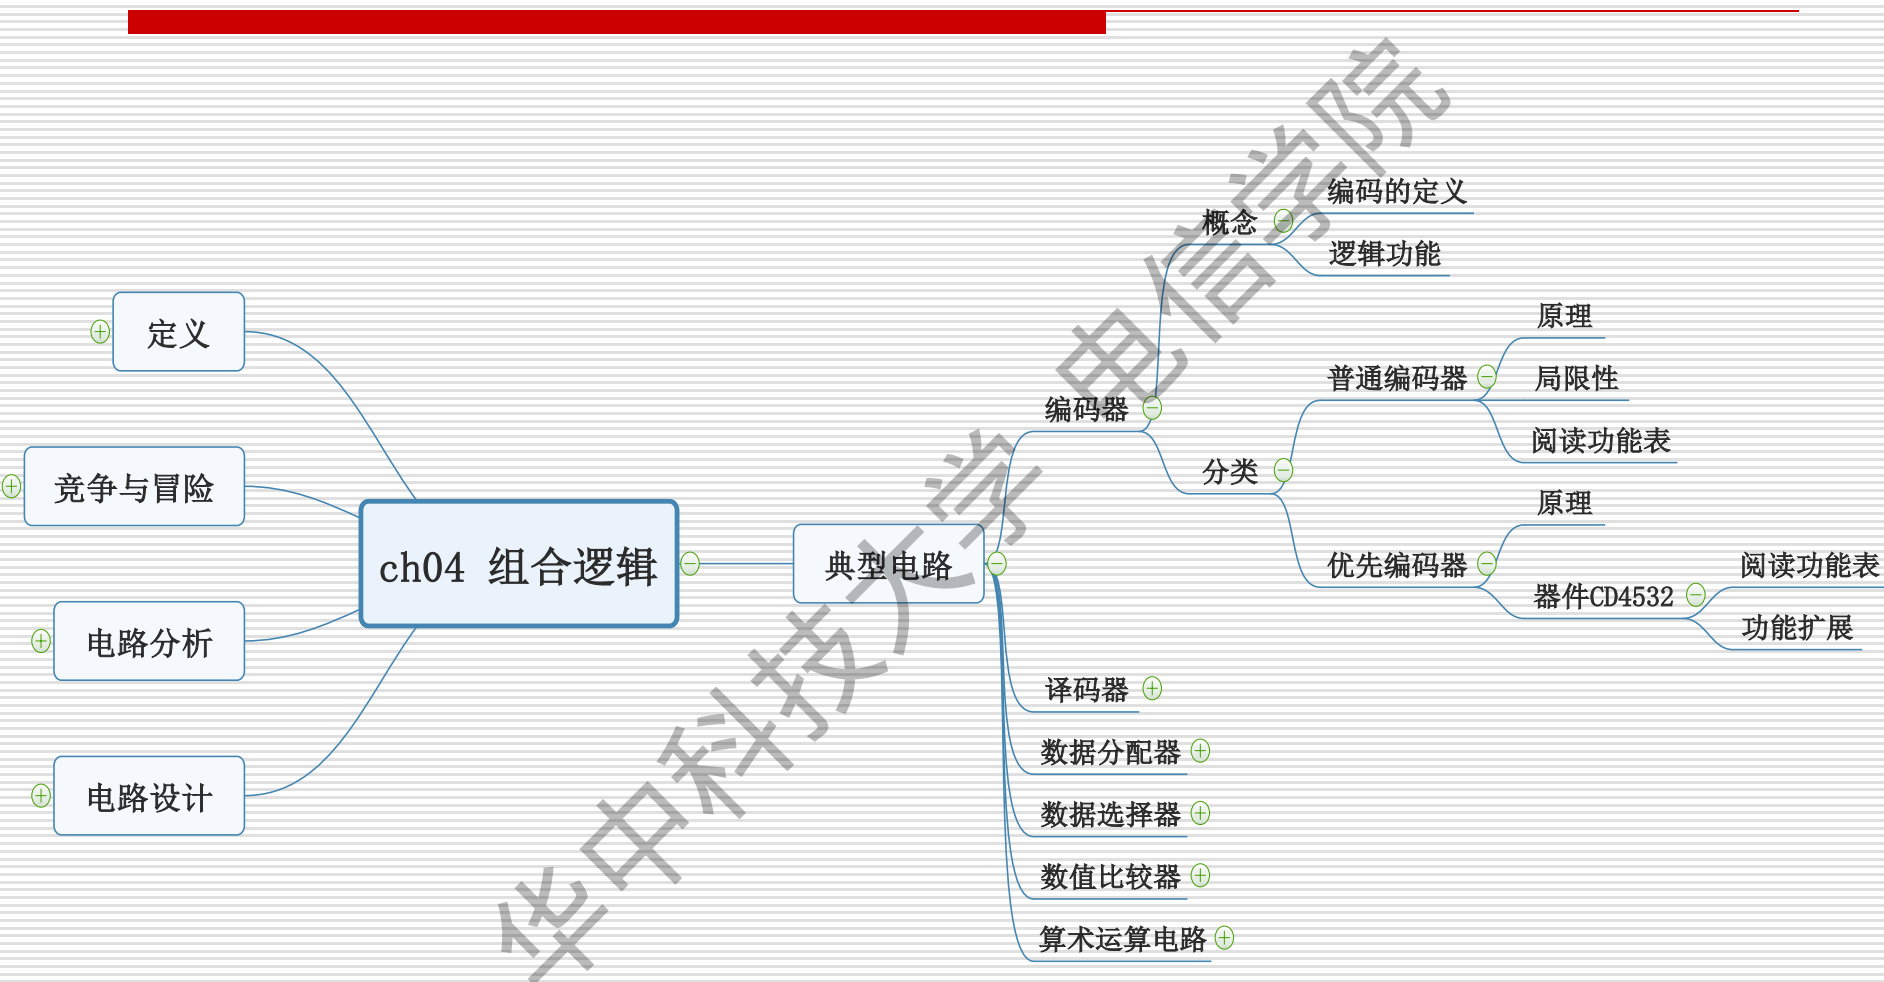 定义
竞争与冒险
电路分析
电路设计
ch04 组合逻辑
典型电路
编码器
概念
编码的定义
逻辑功能
分类
普通编码器
原理
局限性
阅读功能表
优先编码器
原理
器件CD4532
阅读功能表
功能扩展
译码器
数据分配器
数据选择器
数值比较器
算术运算电路
华中科技大学 电信学院